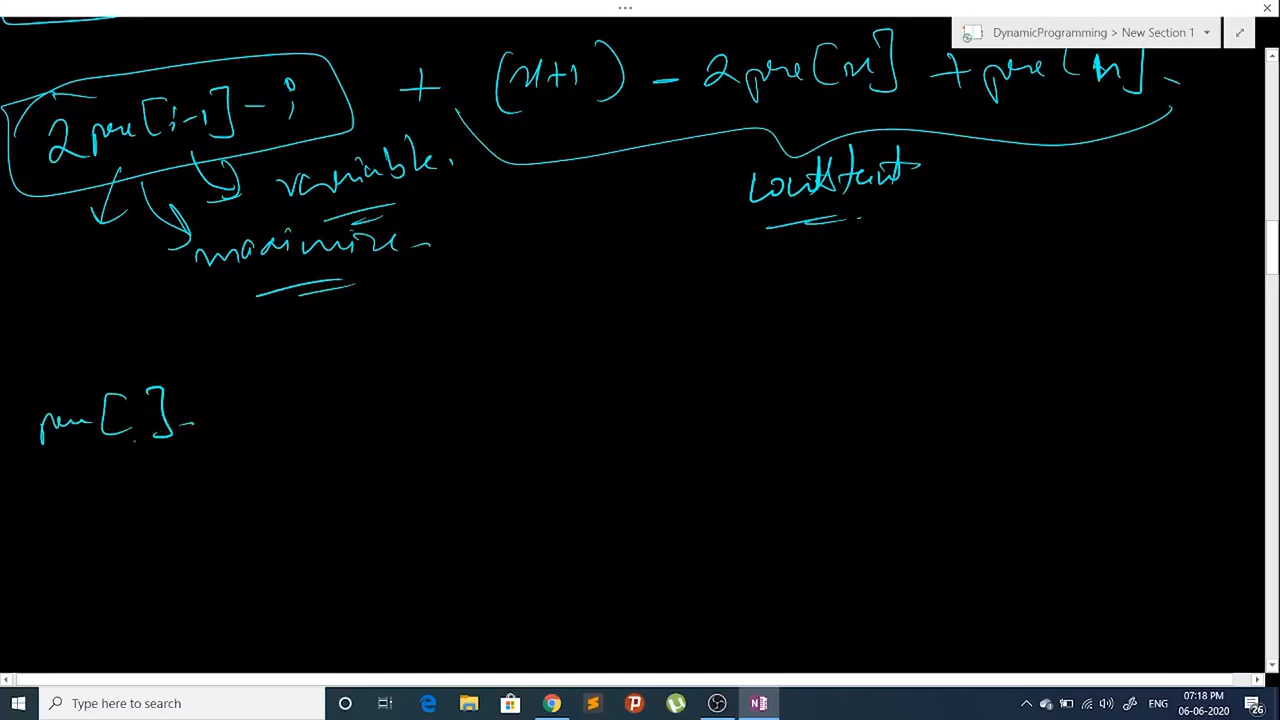 DynamicProgramming > New Section 1
2pre[i-1] - i + (x+1) - 2pre[x] + pre[n]
variable.
constant
maximize
pre[ ]
Type here to search
ENG
07:18 PM
06-06-2020
26